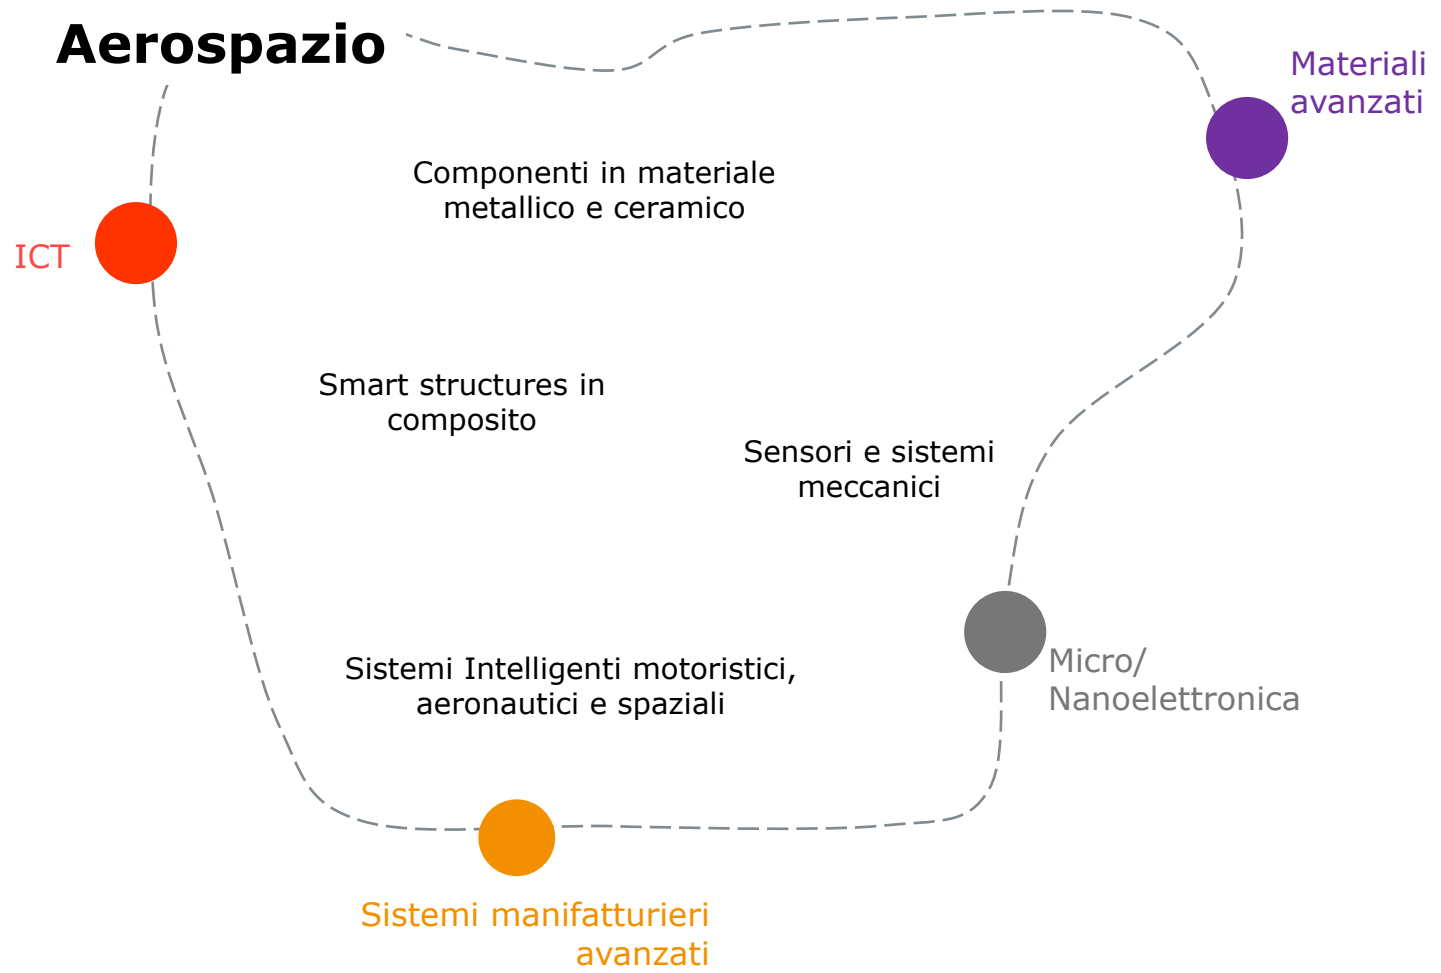 Aerospazio
Materiali
avanzati
Componenti in materiale
metallico e ceramico
ICT
Smart structures in
composito
Sensori e sistemi
meccanici
Sistemi Intelligenti motoristici,
aeronautici e spaziali
Micro/
Nanoelettronica
Sistemi manifatturieri
avanzati